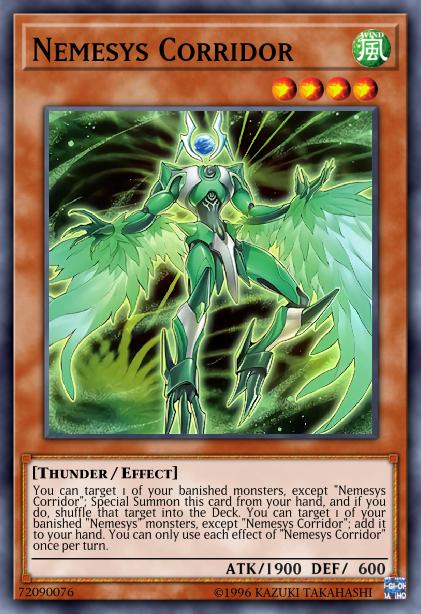 Nemesys Corridor
WIND
風
[Thunder / Effect]
You can target 1 of your banished monsters, except "Nemesys
Corridor"; Special Summon this card from your hand, and if you
do, shuffle that target into the Deck. You can target 1 of your
banished "Nemesys" monsters, except "Nemesys Corridor"; add it
to your hand. You can only use each effect of "Nemesys Corridor"
once per turn.
ATK/1900 DEF/ 600
72090076
©1996 KAZUKI TAKAHASHI